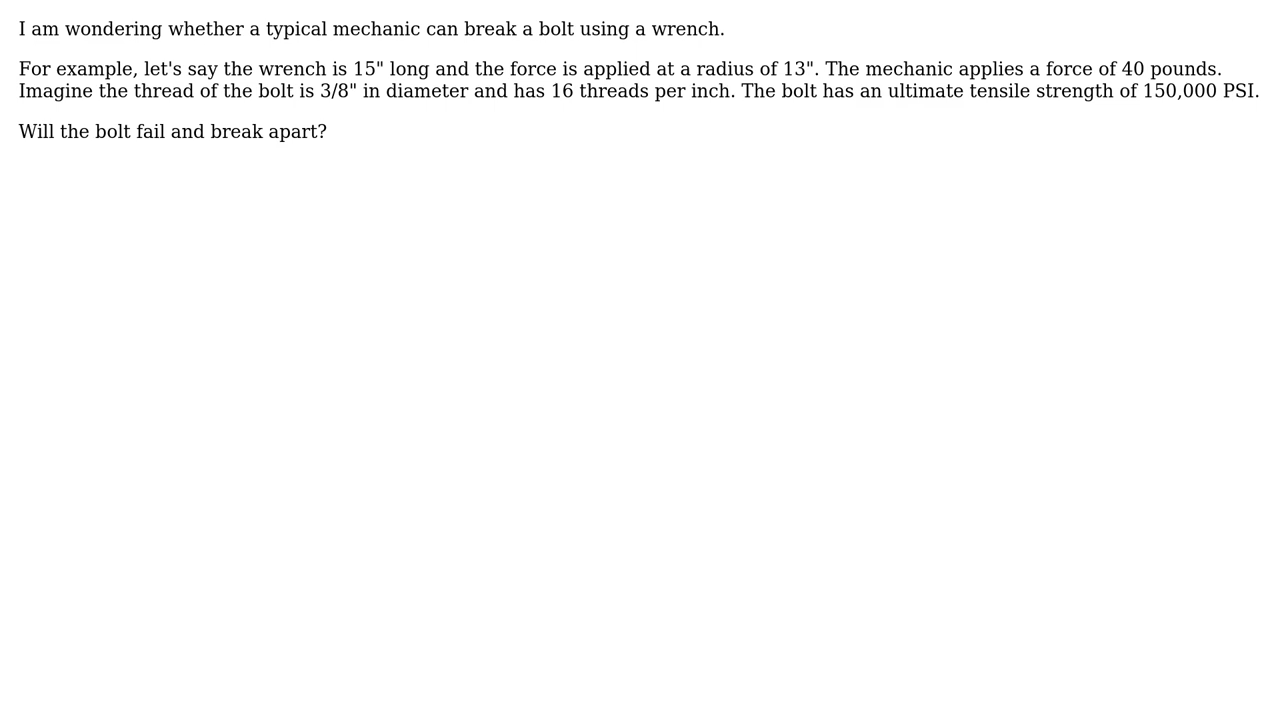 I am wondering whether a typical mechanic can break a bolt using a wrench.
For example, let's say the wrench is 15" long and the force is applied at a radius of 13". The mechanic applies a force of 40 pounds.
Imagine the thread of the bolt is 3/8" in diameter and has 16 threads per inch. The bolt has an ultimate tensile strength of 150,000 PSI.
Will the bolt fail and break apart?